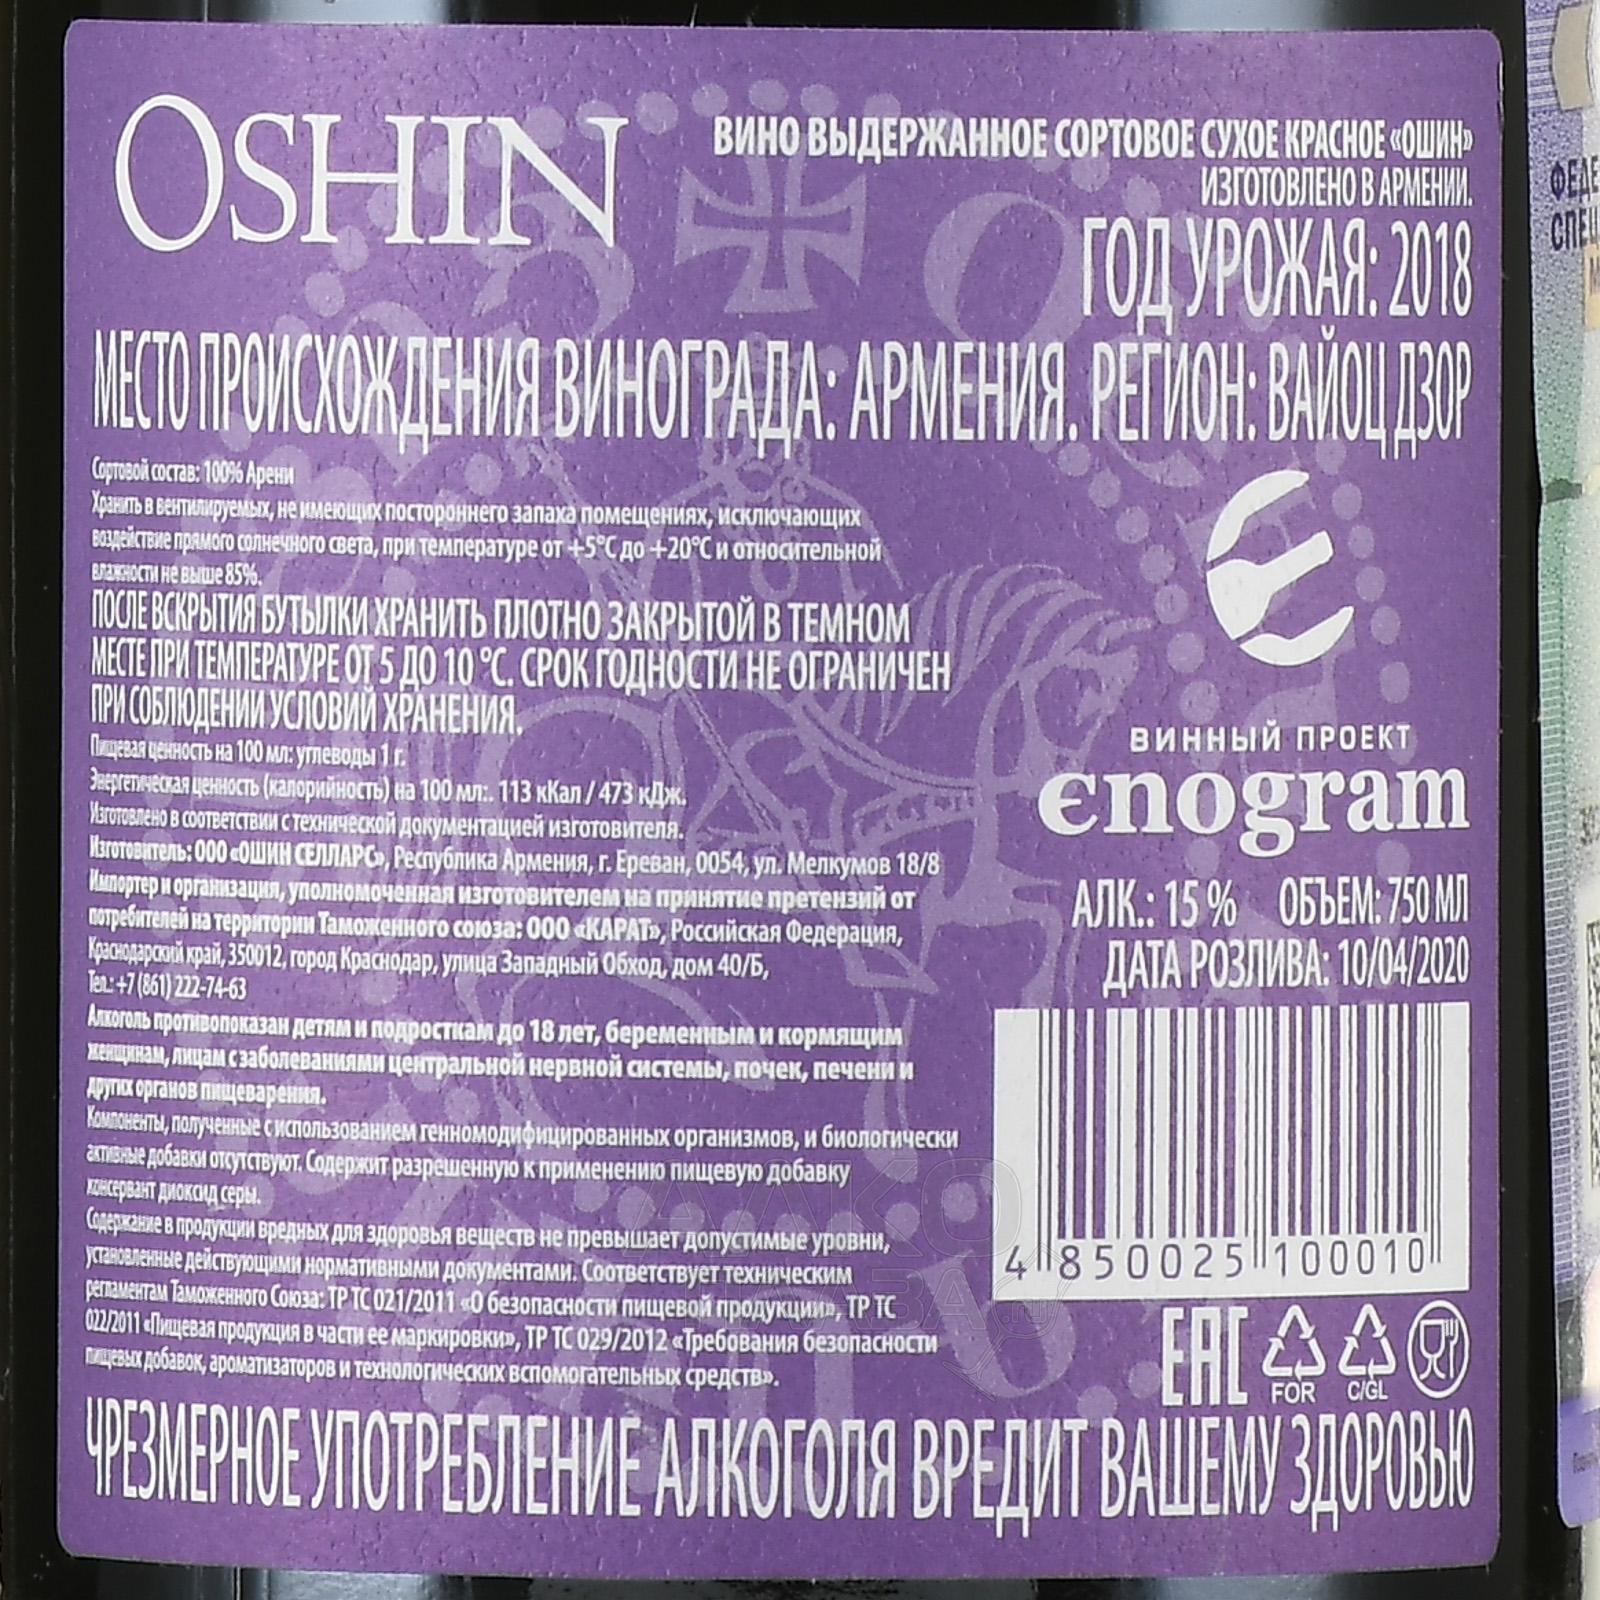 OSHIN
ВИНО ВЫДЕРЖАННОЕ СОРТОВОЕ СУХОЕ КРАСНОЕ «ОШИН»
ИЗГОТОВЛЕНО В АРМЕНИИ.
ГОД УРОЖАЯ: 2018
МЕСТО ПРОИСХОЖДЕНИЯ ВИНОГРАДА: АРМЕНИЯ. РЕГИОН: ВАЙОЦ ДЗОР
Сортовой состав: 100% Арени
Хранить в вентилируемых, не имеющих постороннего запаха помещениях, исключающих
воздействие прямого солнечного света, при температуре от +5°С до +20°С и относительной
влажности не выше 85%.
ПОСЛЕ ВСКРЫТИЯ БУТЫЛКИ ХРАНИТЬ ПЛОТНО ЗАКРЫТОЙ В ТЕМНОМ
МЕСТЕ ПРИ ТЕМПЕРАТУРЕ ОТ 5 ДО 10 °С. СРОК ГОДНОСТИ НЕ ОГРАНИЧЕН
ПРИ СОБЛЮДЕНИИ УСЛОВИЙ ХРАНЕНИЯ.
Пищевая ценность на 100 мл: углеводы 1 г.
Энергетическая ценность (калорийность) на 100 мл:. 113 кКал / 473 кДж.
Изготовлено в соответствии с технической документацией изготовителя.
Изготовитель: ООО «ОШИН СЕЛЛАРС», Республика Армения, г. Ереван, 0054, ул. Мелкумов 18/8
Импортер и организация, уполномоченная изготовителем на принятие претензий от
потребителей на территории Таможенного союза: ООО «КАРАТ», Российская Федерация,
Краснодарский край, 350012, город Краснодар, улица Западный Обход, дом 40/Б,
Тел.: +7 (861) 222-74-63
Алкоголь противопоказан детям и подросткам до 18 лет, беременным и кормящим
женщинам, лицам с заболеваниями центральной нервной системы, почек, печени и
других органов пищеварения.
Компоненты, полученные с использованием генномодифицированных организмов, и биологически
активные добавки отсутствуют. Содержит разрешенную к применению пищевую добавку
консервант диоксид серы.
Содержание в продукции вредных для здоровья веществ не превышает допустимые уровни,
установленные действующими нормативными документами. Соответствует техническим
регламентам Таможенного Союза: ТР ТС 021/2011 «О безопасности пищевой продукции», ТР ТС
022/2011 «Пищевая продукция в части ее маркировки», ТР ТС 029/2012 «Требования безопасности
пищевых добавок, ароматизаторов и технологических вспомогательных средств».
ВИННЫЙ ПРОЕКТ
enogram
АЛК.: 15 % ОБЪЕМ: 750 МЛ
ДАТА РОЗЛИВА: 10/04/2020
4 850025 100010
EAC FOR C/GL
ЧРЕЗМЕРНОЕ УПОТРЕБЛЕНИЕ АЛКОГОЛЯ ВРЕДИТ ВАШЕМУ ЗДОРОВЬЮ